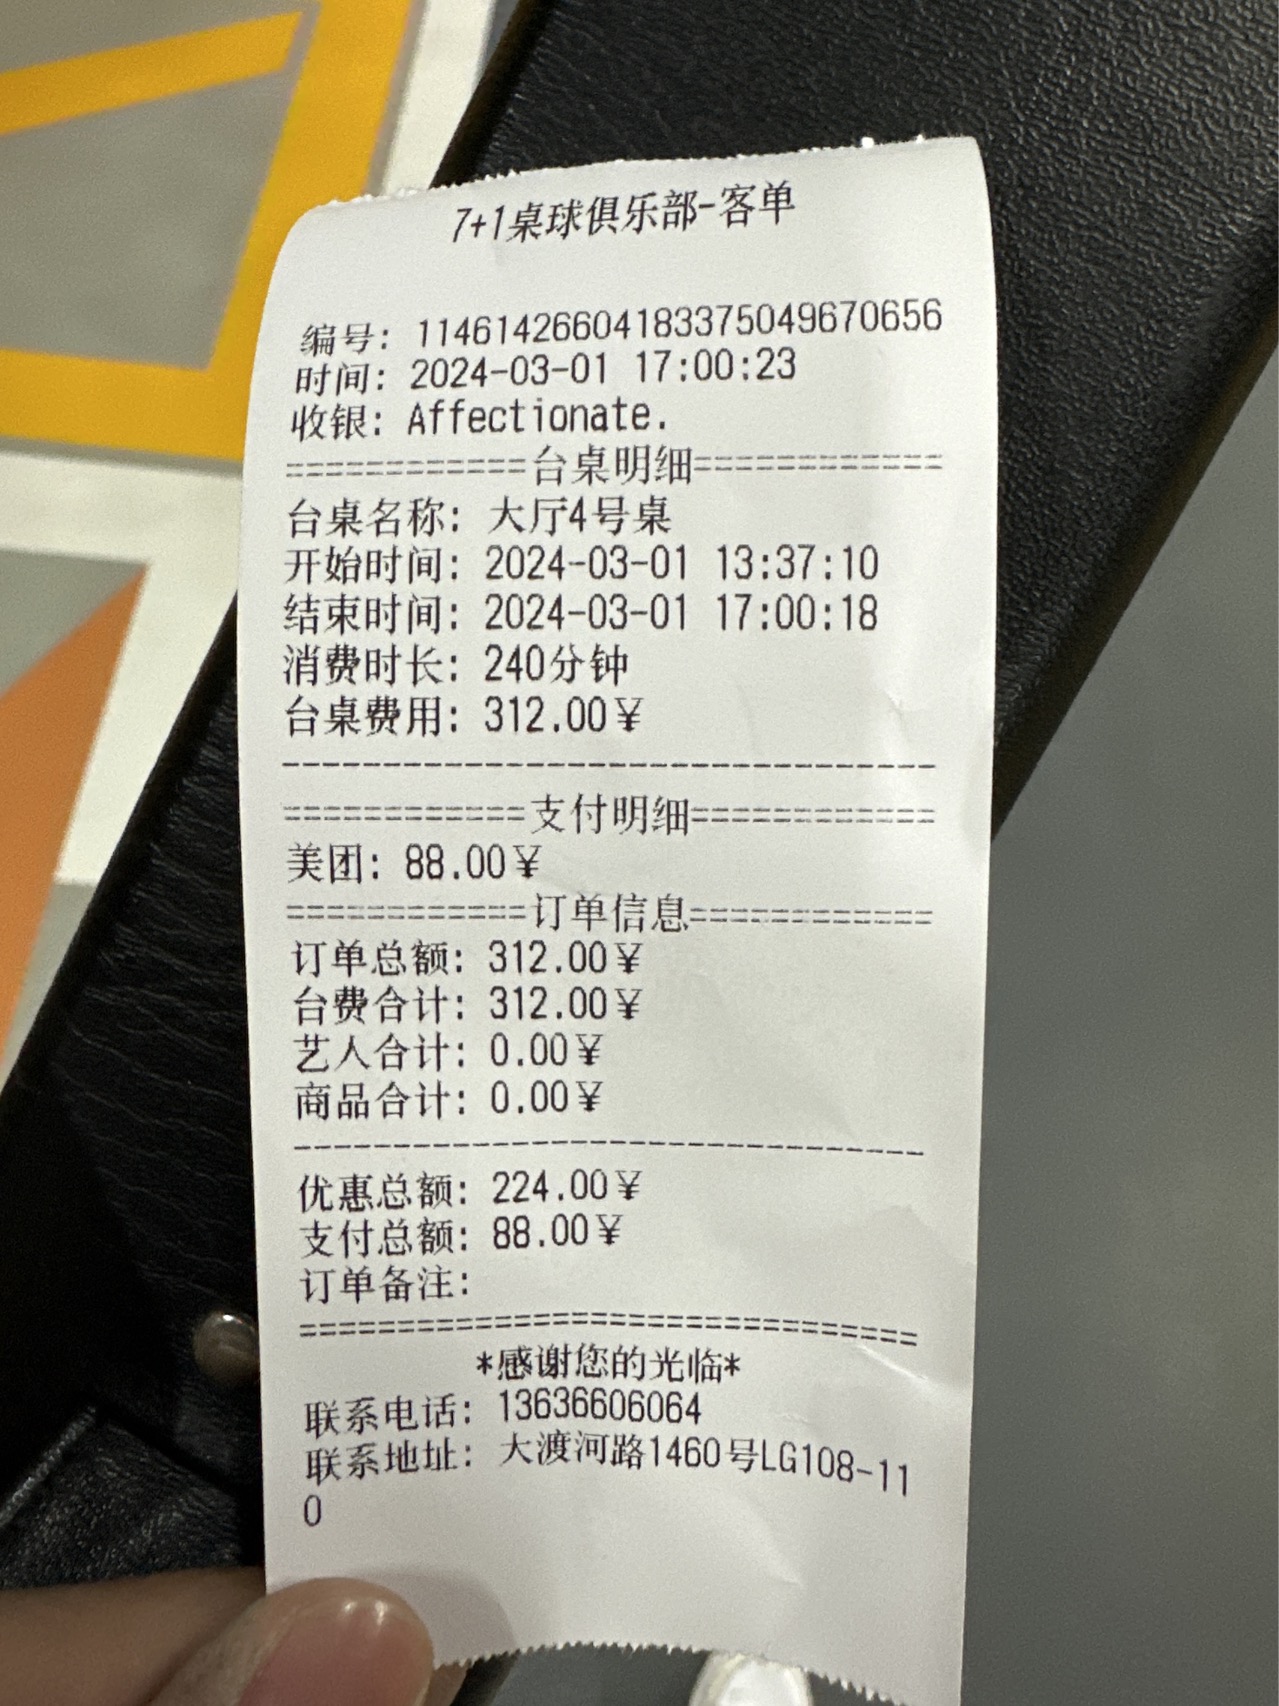 7+1桌球俱乐部-客单
编号: 1146142660418337504967​0656
时间: 2024-03-01 17:00:23
收银: Affectionate.
============台桌明细============
台桌名称: 大厅4号桌
开始时间: 2024-03-01 13:37:10
结束时间: 2024-03-01 17:00:18
消费时长: 240分钟
台桌费用: 312.00¥
--------------------------------
============支付明细============
美团: 88.00¥
============订单信息============
订单总额: 312.00¥
台费合计: 312.00¥
艺人合计: 0.00¥
商品合计: 0.00¥
--------------------------------
优惠总额: 224.00¥
支付总额: 88.00¥
订单备注:
================================
*感谢您的光临*
联系电话: 13636606064
联系地址: 大渡河路1460号LG108-11
0